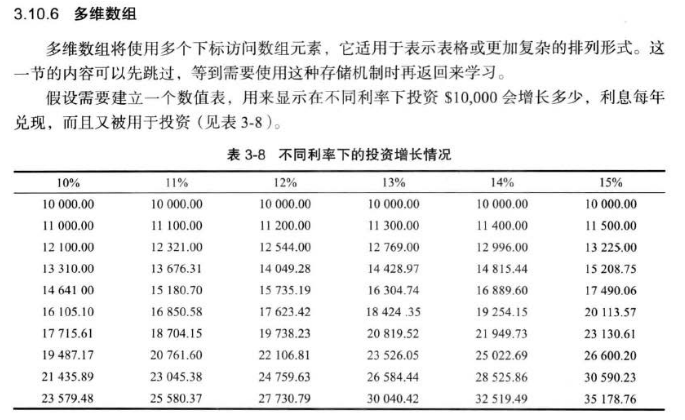 3.10.6 多维数组
多维数组将使用多个下标访问数组元素，它适用于表示表格或更加复杂的排列形式。这
一节的内容可以先跳过，等到需要使用这种存储机制时再返回来学习。
假设需要建立一个数值表，用来显示在不同利率下投资 $10,000 会增长多少，利息每年
兑现，而且又被用于投资（见表 3-8）。
表 3-8 不同利率下的投资增长情况
10% 11% 12% 13% 14% 15%
10 000.00 10 000.00 10 000.00 10 000.00 10 000.00 10 000.00
11 000.00 11 100.00 11 200.00 11 300.00 11 400.00 11 500.00
12 100.00 12 321.00 12 544.00 12 769.00 12 996.00 13 225.00
13 310.00 13 676.31 14 049.28 14 428.97 14 815.44 15 208.75
14 641 00 15 180.70 15 735.19 16 304.74 16 889.60 17 490.06
16 105.10 16 850.58 17 623.42 18 424 .35 19 254.15 20 113.57
17 715.61 18 704.15 19 738.23 20 819.52 21 949.73 23 130.61
19 487.17 20 761.60 22 106.81 23 526.05 25 022.69 26 600.20
21 435.89 23 045.38 24 759.63 26 584.44 28 525.86 30 590.23
23 579.48 25 580.37 27 730.79 30 040.42 32 519.49 35 178.76